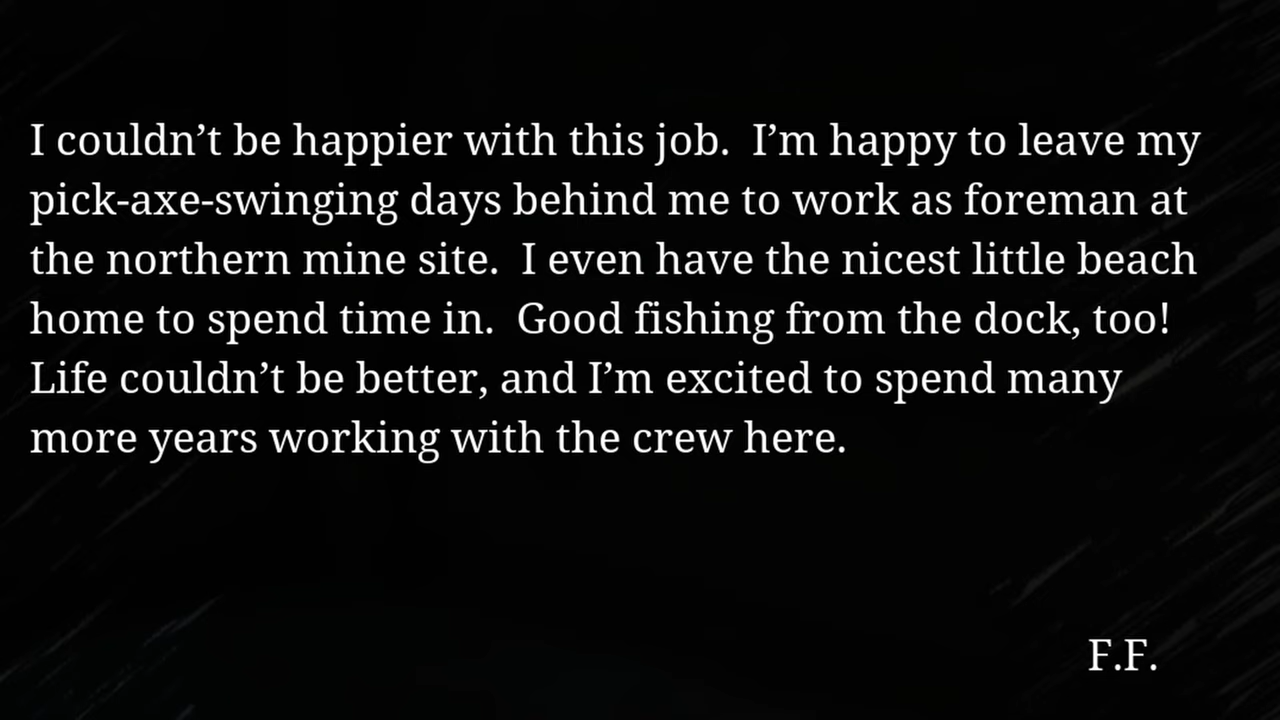 I couldn’t be happier with this job.  I’m happy to leave my
pick-axe-swinging days behind me to work as foreman at
the northern mine site.  I even have the nicest little beach
home to spend time in.  Good fishing from the dock, too!
Life couldn’t be better, and I’m excited to spend many
more years working with the crew here.
F.F.